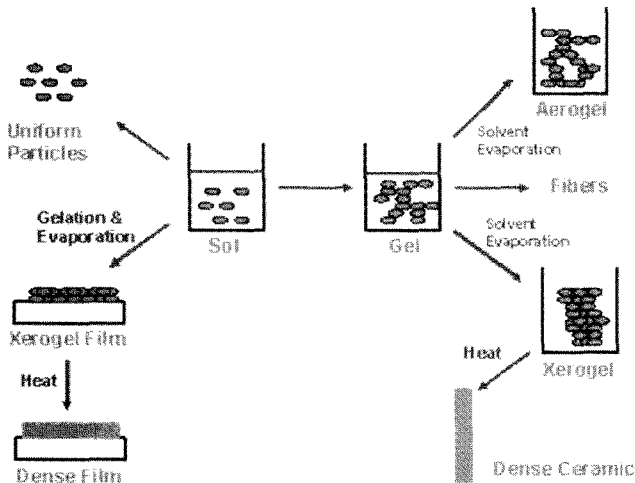 Aerogel
Uniform
Particles
Solvent
Evaporation
Gelation &
Evaporation
Sol
Gel
Fibers
Solvent
Evaporation
Xerogel Film
Heat
Xerogel
Heat
Dense Film
Dense Ceramic